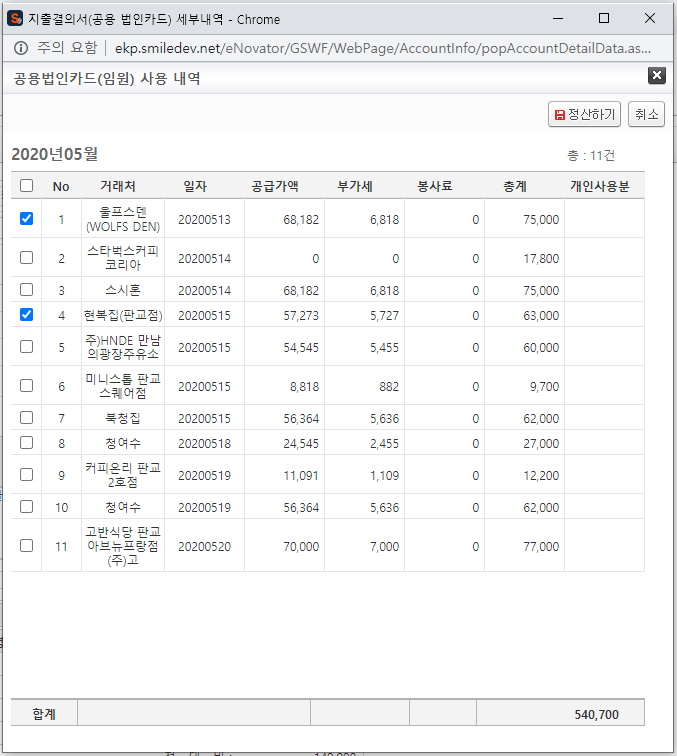 지출결의서(공용 법인카드) 세부내역 - Chrome
주의 요함 ekp.smiledev.net/eNovator/GSWF/WebPage/AccountInfo/popAccountDetailData.as...
공용법인카드(임원) 사용 내역
정산하기 취소
2020년05월 총 : 11건
No 거래처 일자 공급가액 부가세 봉사료 총계 개인사용분
1 울프스덴 (WOLFS DEN) 20200513 68,182 6,818 0 75,000
2 스타벅스커피 코리아 20200514 0 0 0 17,800
3 스시혼 20200514 68,182 6,818 0 75,000
4 현복집(판교점) 20200515 57,273 5,727 0 63,000
5 주)HNDE 만남의광장주유소 20200515 54,545 5,455 0 60,000
6 미니스톱 판교스퀘어점 20200515 8,818 882 0 9,700
7 북청집 20200515 56,364 5,636 0 62,000
8 청여수 20200518 24,545 2,455 0 27,000
9 커피온리 판교2호점 20200519 11,091 1,109 0 12,200
10 청여수 20200519 56,364 5,636 0 62,000
11 고반식당 판교아브뉴프랑점(주)고 20200520 70,000 7,000 0 77,000
합계 540,700